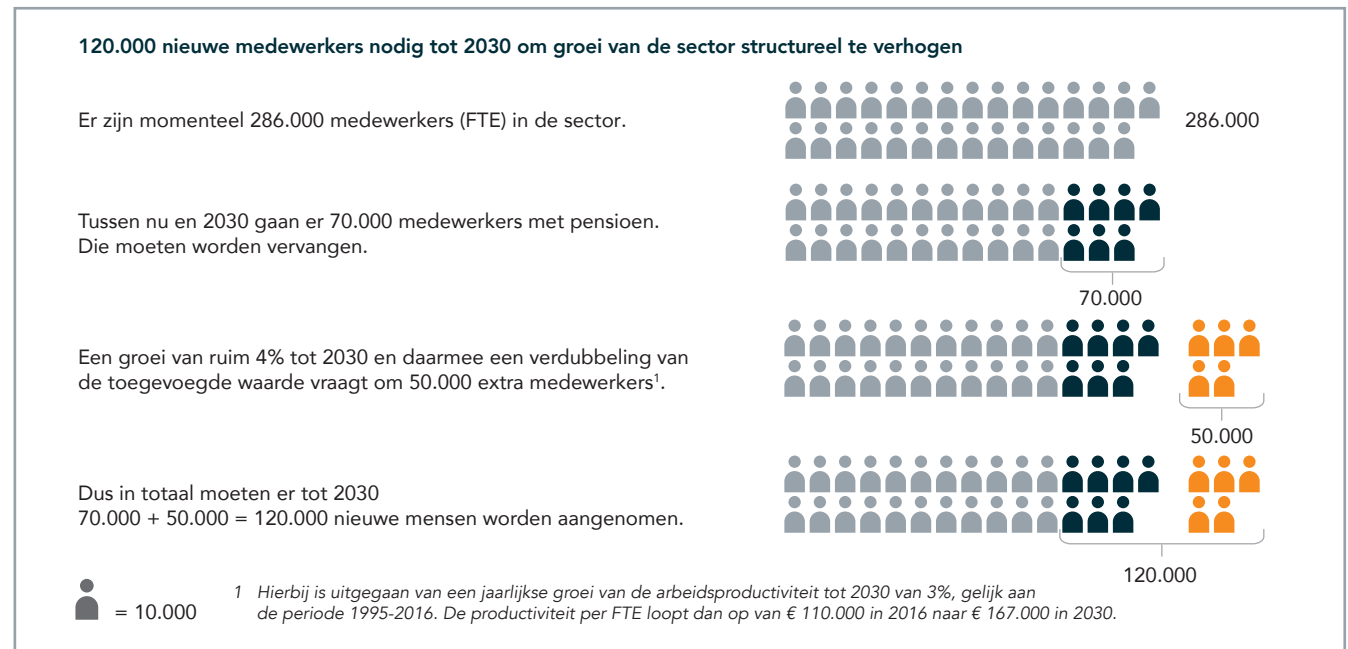 120.000 nieuwe medewerkers nodig tot 2030 om groei van de sector structureel te verhogen
Er zijn momenteel 286.000 medewerkers (FTE) in de sector.
286.000
Tussen nu en 2030 gaan er 70.000 medewerkers met pensioen.
Die moeten worden vervangen.
70.000
Een groei van ruim 4% tot 2030 en daarmee een verdubbeling van
de toegevoegde waarde vraagt om 50.000 extra medewerkers¹.
50.000
Dus in totaal moeten er tot 2030
70.000 + 50.000 = 120.000 nieuwe mensen worden aangenomen.
120.000
= 10.000
1 Hierbij is uitgegaan van een jaarlijkse groei van de arbeidsproductiviteit tot 2030 van 3%, gelijk aan
de periode 1995-2016. De productiviteit per FTE loopt dan op van € 110.000 in 2016 naar € 167.000 in 2030.